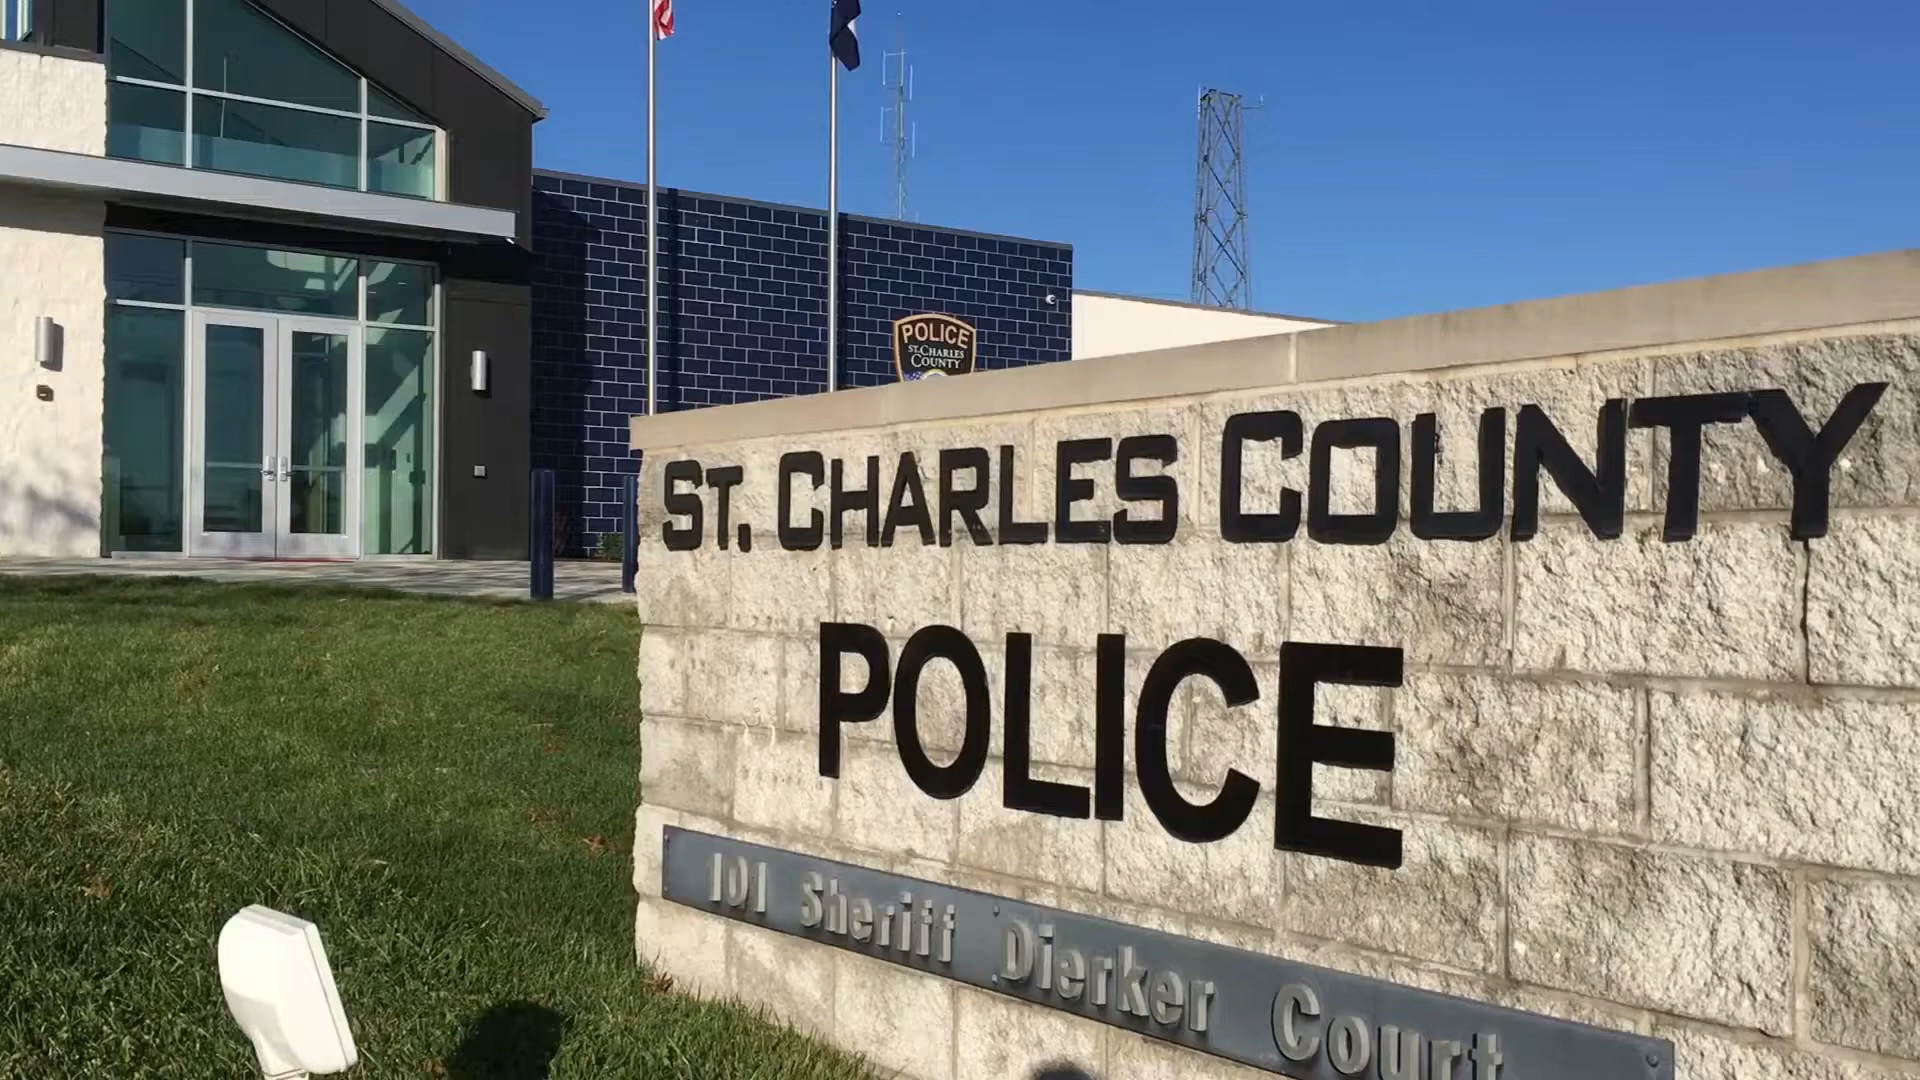 POLICE
ST. CHARLES
COUNTY
ST. CHARLES COUNTY
POLICE
101 Sheriff Dierker Court